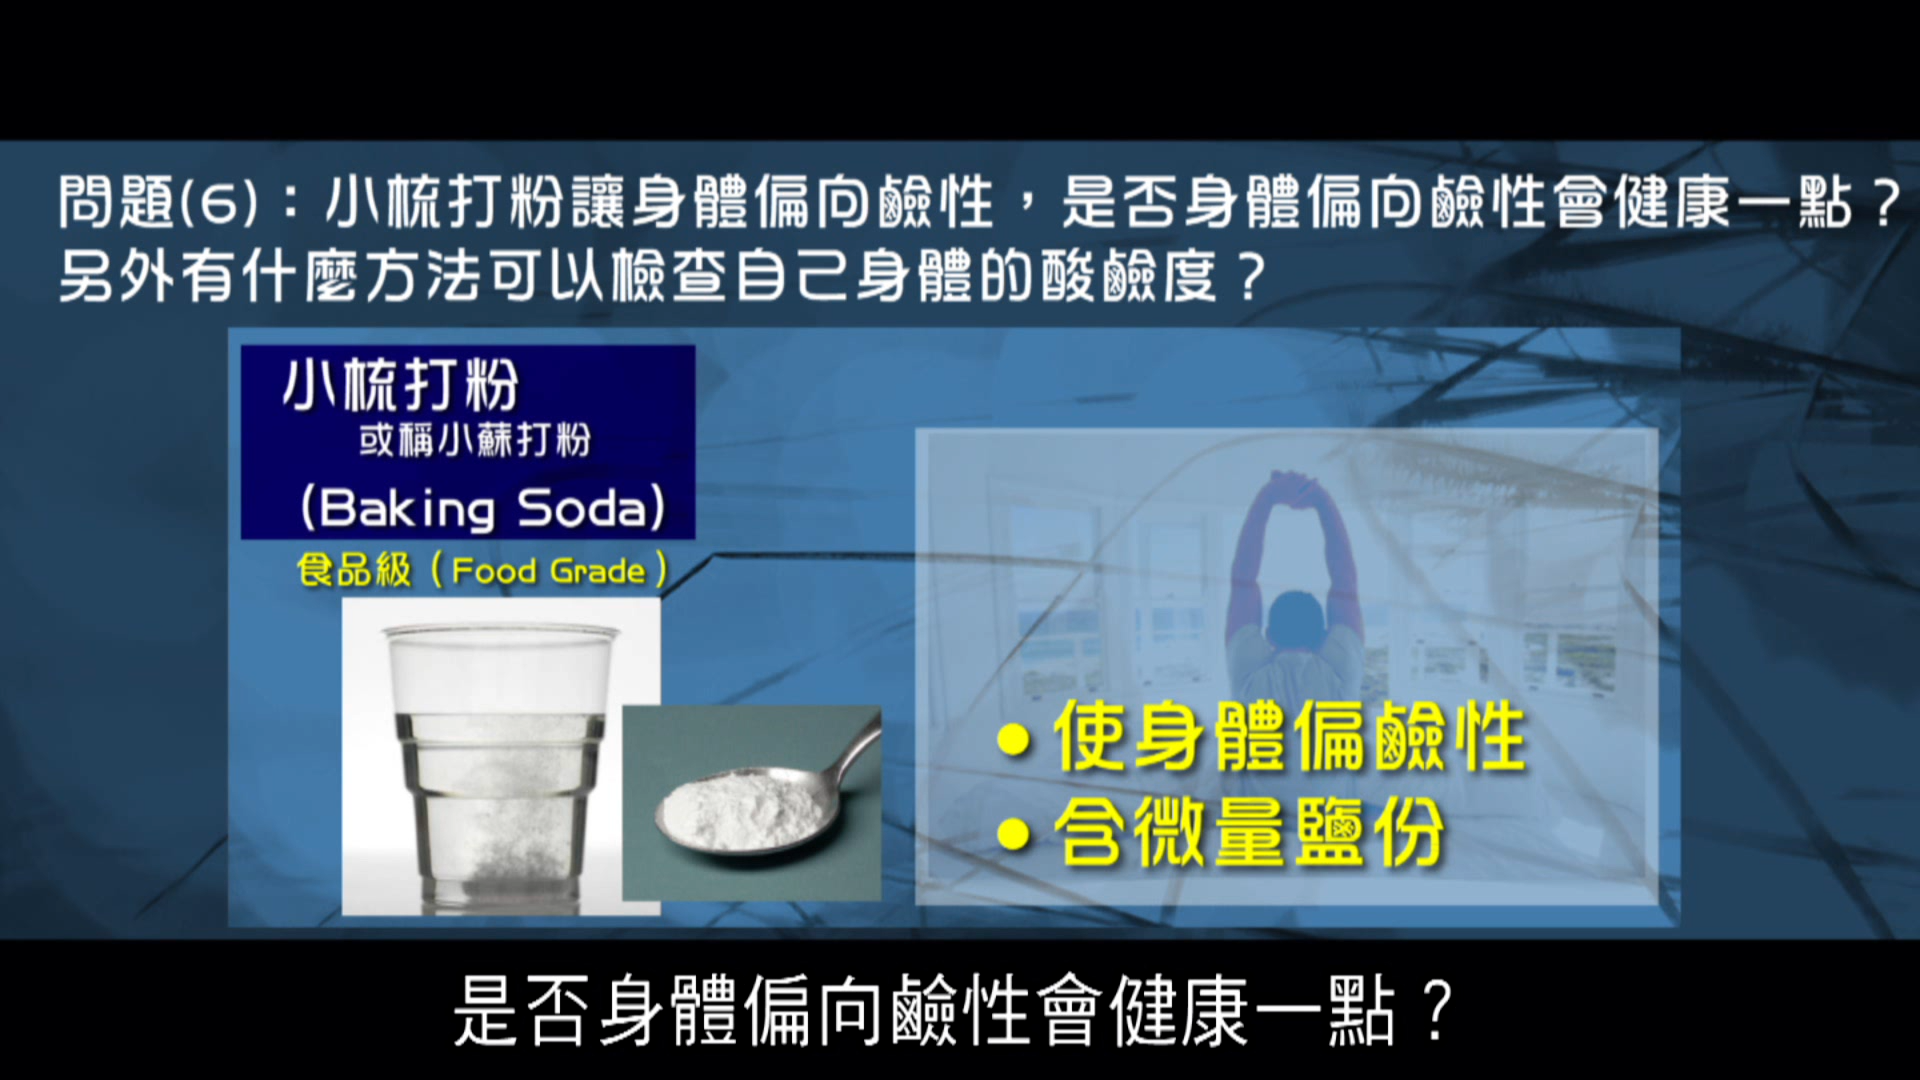 問題(6)：小梳打粉讓身體偏向鹼性，是否身體偏向鹼性會健康一點？
另外有什麼方法可以檢查自己身體的酸鹼度？
小梳打粉
或稱小蘇打粉
(Baking Soda)
食品級（Food Grade）
• 使身體偏鹼性
• 含微量鹽份
是否身體偏向鹼性會健康一點？